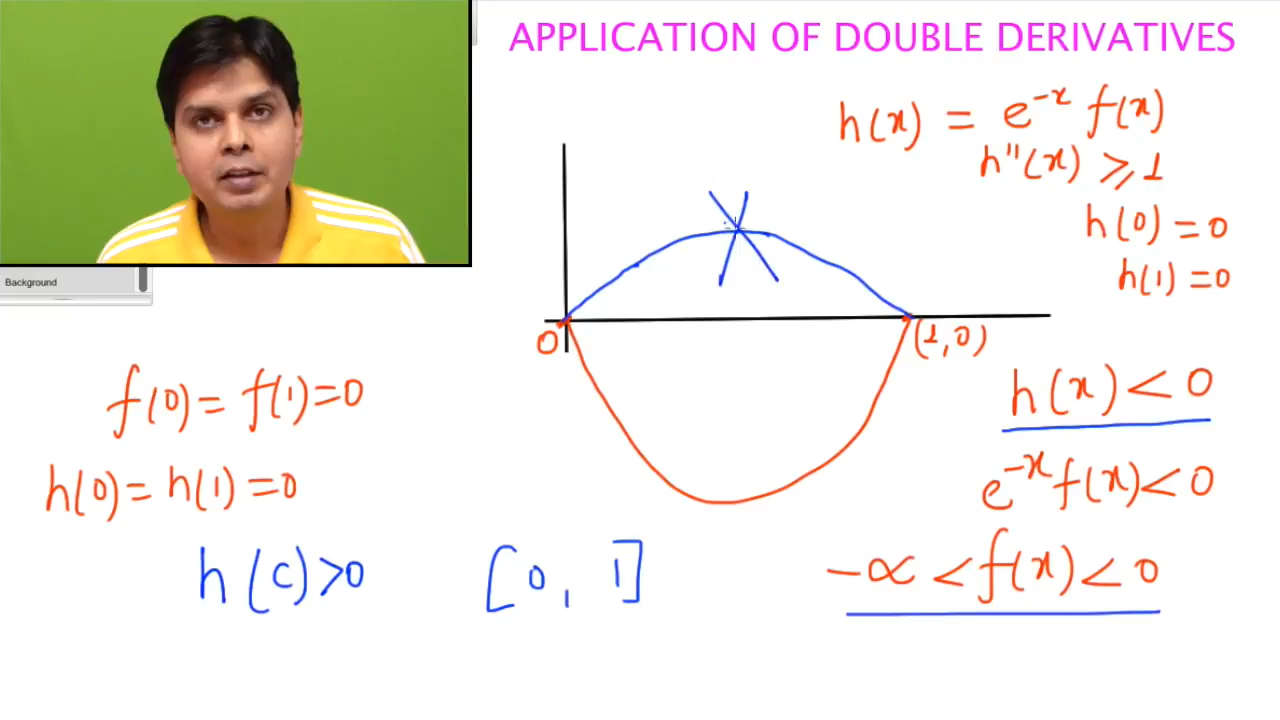 APPLICATION OF DOUBLE DERIVATIVES
h(x) = e^{-x} f(x)
h''(x) ⩾ 1
h(0) = 0
h(1) = 0
Background
0
(1,0)
f(0) = f(1) = 0
h(x) < 0
h(0) = h(1) = 0
e^{-x} f(x) < 0
h(c) > 0
[0, 1]
-∝ < f(x) < 0